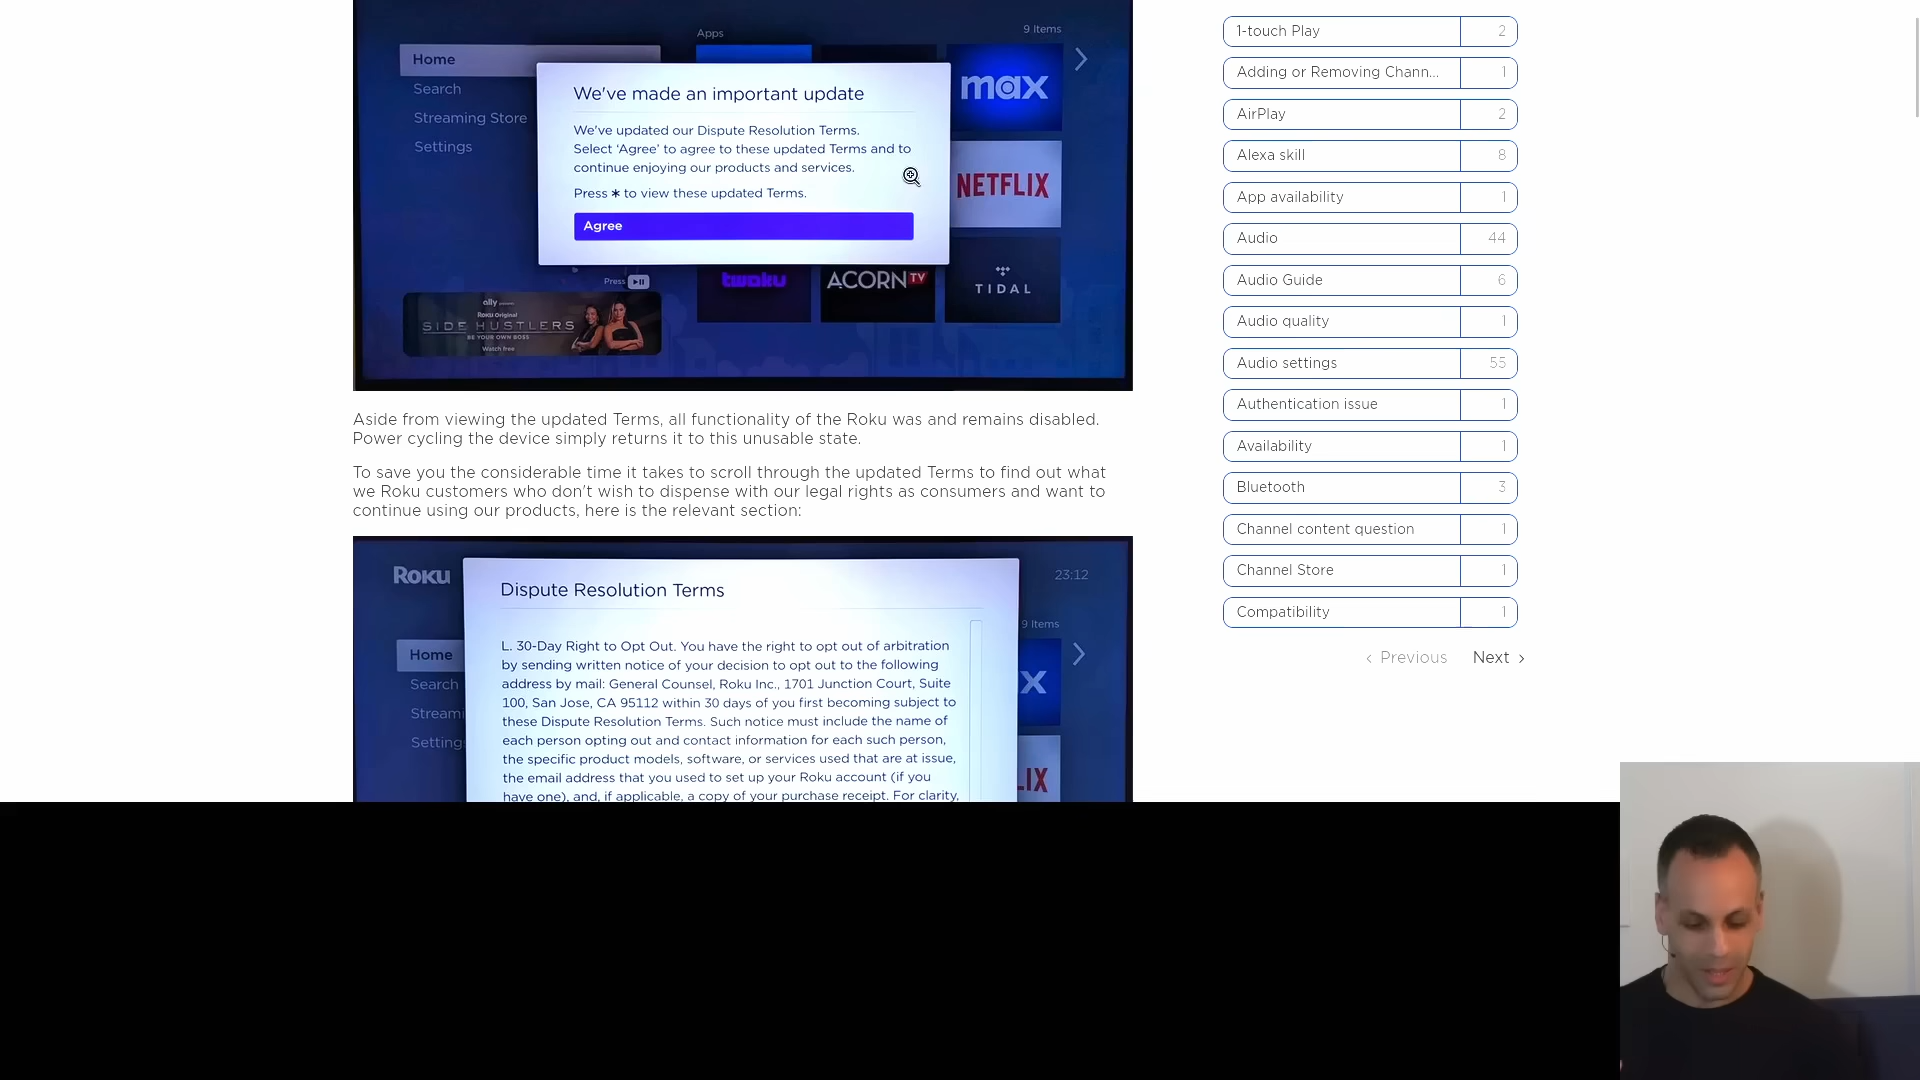 Apps
9 Items
Home
Search
Streaming Store
Settings
We've made an important update
We've updated our Dispute Resolution Terms.
Select ‘Agree’ to agree to these updated Terms and to
continue enjoying our products and services.
Press * to view these updated Terms.
Agree
max
NETFLIX
twoku
ACORN TV
TIDAL
Press
ally presents
Roku Original
SIDE HUSTLERS
BE YOUR OWN BOSS
Watch free
Aside from viewing the updated Terms, all functionality of the Roku was and remains disabled.
Power cycling the device simply returns it to this unusable state.
To save you the considerable time it takes to scroll through the updated Terms to find out what
we Roku customers who don't wish to dispense with our legal rights as consumers and want to
continue using our products, here is the relevant section:
Roku
23:12
9 Items
Home
Search
Streami
Setting
Dispute Resolution Terms
L. 30-Day Right to Opt Out. You have the right to opt out of arbitration
by sending written notice of your decision to opt out to the following
address by mail: General Counsel, Roku Inc., 1701 Junction Court, Suite
100, San Jose, CA 95112 within 30 days of you first becoming subject to
these Dispute Resolution Terms. Such notice must include the name of
each person opting out and contact information for each such person,
the specific product models, software, or services used that are at issue,
the email address that you used to set up your Roku account (if you
have one), and, if applicable, a copy of your purchase receipt. For clarity,
X
LIX
1-touch Play 2
Adding or Removing Chann... 1
AirPlay 2
Alexa skill 8
App availability 1
Audio 44
Audio Guide 6
Audio quality 1
Audio settings 55
Authentication issue 1
Availability 1
Bluetooth 3
Channel content question 1
Channel Store 1
Compatibility 1
‹ Previous Next ›